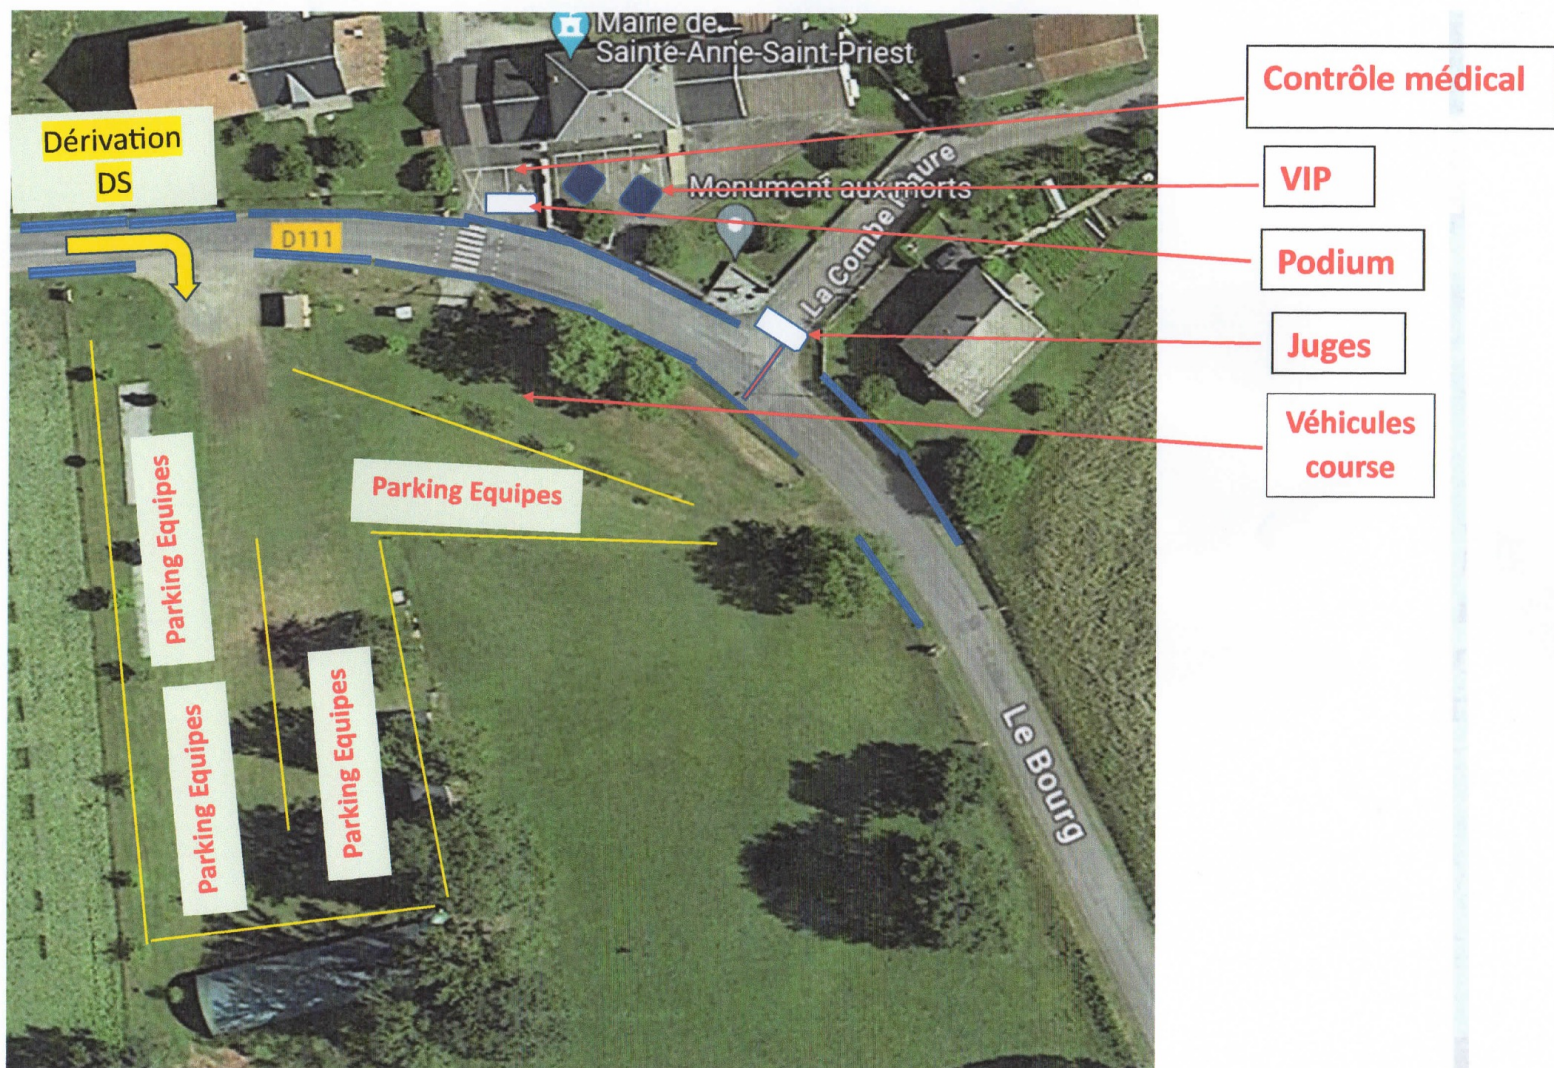 Mairie de
Sainte-Anne-Saint-Priest
Contrôle médical
Dérivation
DS
VIP
Monument aux morts
D111
Podium
La Combe
Juges
Véhicules
course
Parking Equipes
Parking Equipes
Parking Equipes
Parking Equipes
Le Bourg